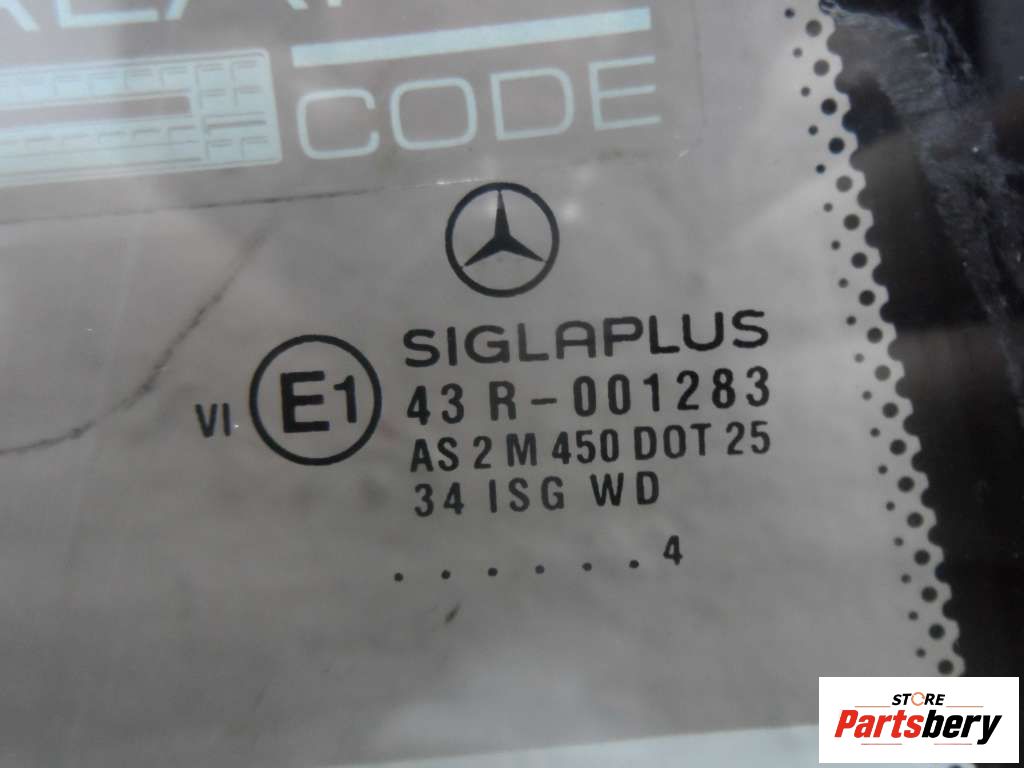 CODE
SIGLAPLUS
VI E1 43 R-001283
AS 2 M 450 DOT 25
34 ISG WD
. . . . . . 4
STORE
Partsbery